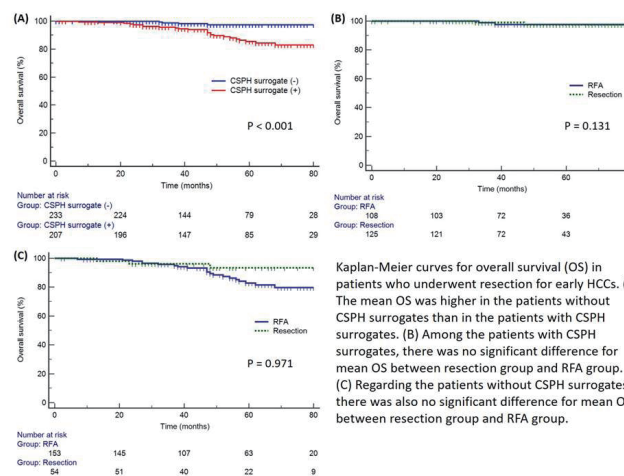 (A)
Overall survival (%)
100
80
60
40
20
0
CSPH surrogate (-)
CSPH surrogate (+)
P < 0.001
0 20 40 60 80
Time (months)
Number at risk
Group: CSPH surrogate (-)
233 224 144 79 28
Group: CSPH surrogate (+)
207 196 147 85 29
(B)
Overall survival (%)
100
80
60
40
20
0
RFA
Resection
P = 0.131
0 20 40 60
Time (months)
Number at risk
Group: RFA
108 103 72 36
Group: Resection
125 121 72 43
(C)
Overall survival (%)
100
80
60
40
20
0
RFA
Resection
P = 0.971
0 20 40 60 80
Time (months)
Number at risk
Group: RFA
153 145 107 63 20
Group: Resection
54 51 40 22 9
Kaplan-Meier curves for overall survival (OS) in
patients who underwent resection for early HCCs. (
The mean OS was higher in the patients without
CSPH surrogates than in the patients with CSPH
surrogates. (B) Among the patients with CSPH
surrogates, there was no significant difference for
mean OS between resection group and RFA group.
(C) Regarding the patients without CSPH surrogates
there was also no significant difference for mean O
between resection group and RFA group.